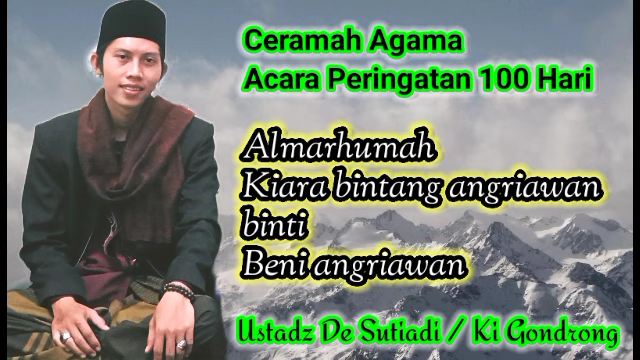 Ceramah Agama
Acara Peringatan 100 Hari
Almarhumah
Kiara bintang angriawan
binti
Beni angriawan
Ustadz De Sutiadi / Ki Gondrong